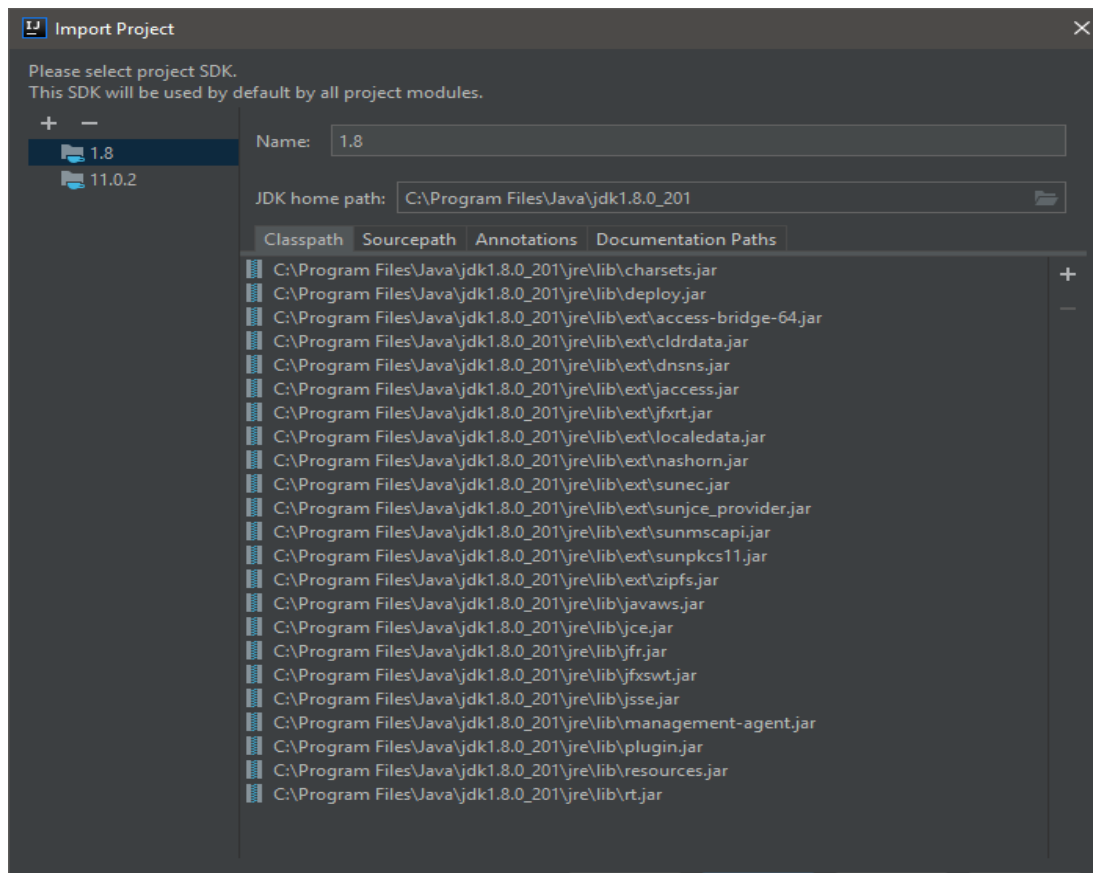 Import Project
Please select project SDK.
This SDK will be used by default by all project modules.
1.8
11.0.2
Name: 1.8
JDK home path: C:\Program Files\Java\jdk1.8.0_201
Classpath Sourcepath Annotations Documentation Paths
C:\Program Files\Java\jdk1.8.0_201\jre\lib\charsets.jar
C:\Program Files\Java\jdk1.8.0_201\jre\lib\deploy.jar
C:\Program Files\Java\jdk1.8.0_201\jre\lib\ext\access-bridge-64.jar
C:\Program Files\Java\jdk1.8.0_201\jre\lib\ext\cldrdata.jar
C:\Program Files\Java\jdk1.8.0_201\jre\lib\ext\dnsns.jar
C:\Program Files\Java\jdk1.8.0_201\jre\lib\ext\jaccess.jar
C:\Program Files\Java\jdk1.8.0_201\jre\lib\ext\jfxrt.jar
C:\Program Files\Java\jdk1.8.0_201\jre\lib\ext\localedata.jar
C:\Program Files\Java\jdk1.8.0_201\jre\lib\ext\nashorn.jar
C:\Program Files\Java\jdk1.8.0_201\jre\lib\ext\sunec.jar
C:\Program Files\Java\jdk1.8.0_201\jre\lib\ext\sunjce_provider.jar
C:\Program Files\Java\jdk1.8.0_201\jre\lib\ext\sunmscapi.jar
C:\Program Files\Java\jdk1.8.0_201\jre\lib\ext\sunpkcs11.jar
C:\Program Files\Java\jdk1.8.0_201\jre\lib\ext\zipfs.jar
C:\Program Files\Java\jdk1.8.0_201\jre\lib\javaws.jar
C:\Program Files\Java\jdk1.8.0_201\jre\lib\jce.jar
C:\Program Files\Java\jdk1.8.0_201\jre\lib\jfr.jar
C:\Program Files\Java\jdk1.8.0_201\jre\lib\jfxswt.jar
C:\Program Files\Java\jdk1.8.0_201\jre\lib\jsse.jar
C:\Program Files\Java\jdk1.8.0_201\jre\lib\management-agent.jar
C:\Program Files\Java\jdk1.8.0_201\jre\lib\plugin.jar
C:\Program Files\Java\jdk1.8.0_201\jre\lib\resources.jar
C:\Program Files\Java\jdk1.8.0_201\jre\lib\rt.jar